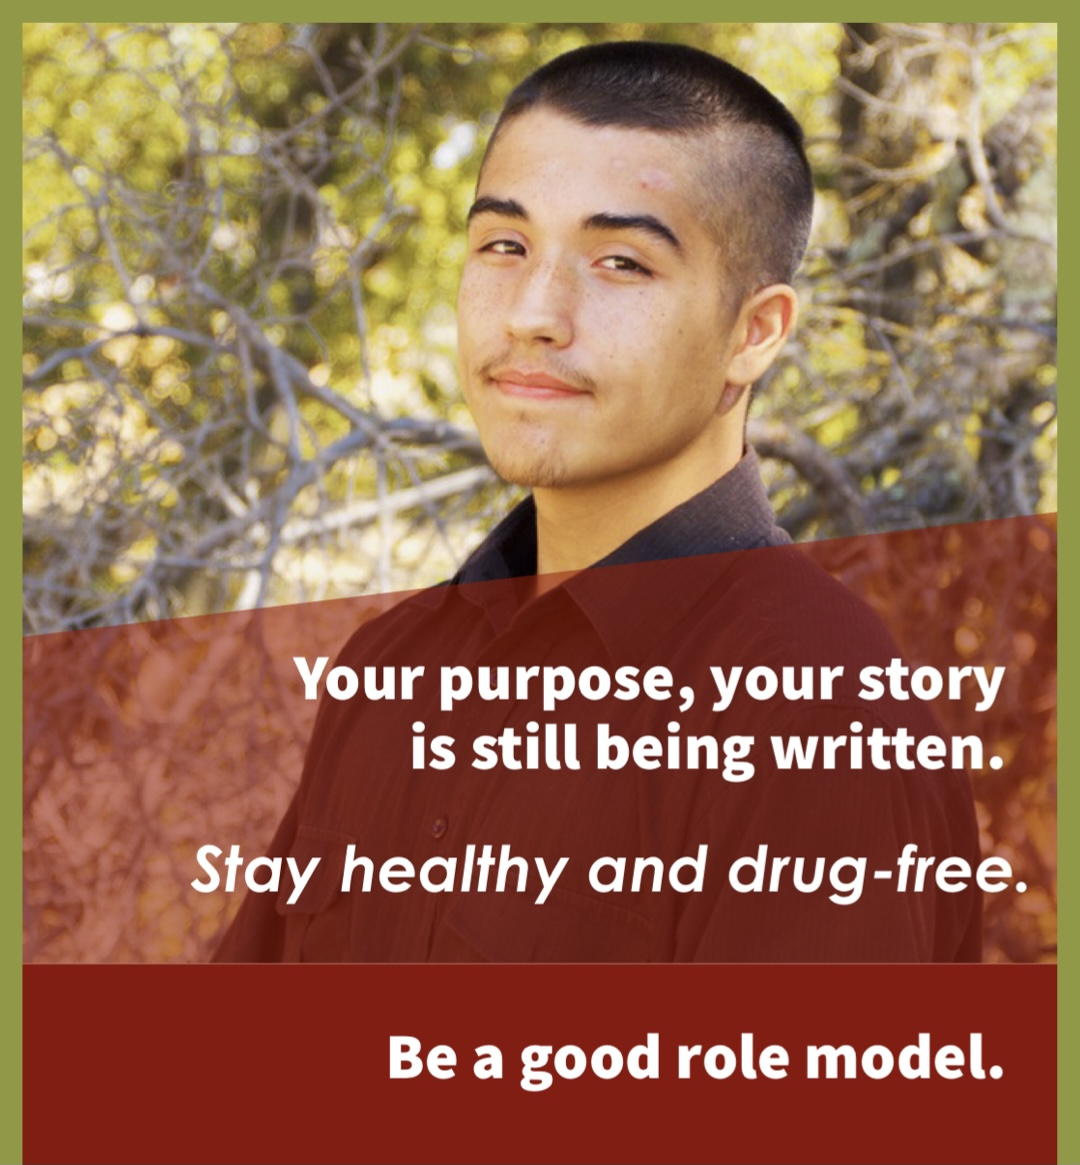 Your purpose, your story
is still being written.
Stay healthy and drug-free.
Be a good role model.